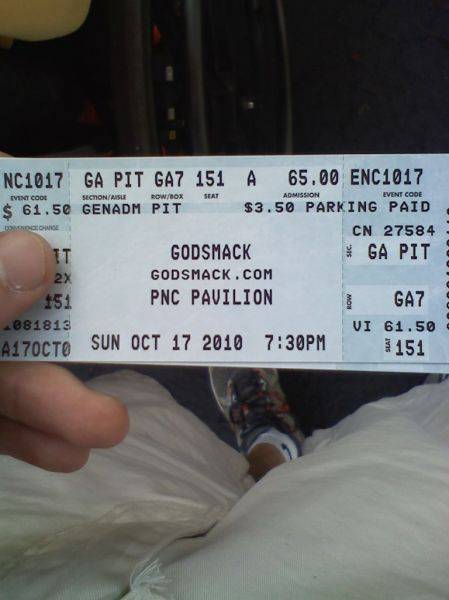 NC1017 GA PIT GA7 151 A 65.00 ENC1017
EVENT CODE SECTION/AISLE ROW/BOX SEAT ADMISSION EVENT CODE
$ 61.50 GENADM PIT $3.50 PARKING PAID
CONVENIENCE CHARGE
CN 27584
GODSMACK
SEC. GA PIT
GODSMACK.COM
2X
PNC PAVILION
ROW GA7
151
1081813
VI 61.50
A17OCT0 SUN OCT 17 2010 7:30PM
SEAT 151